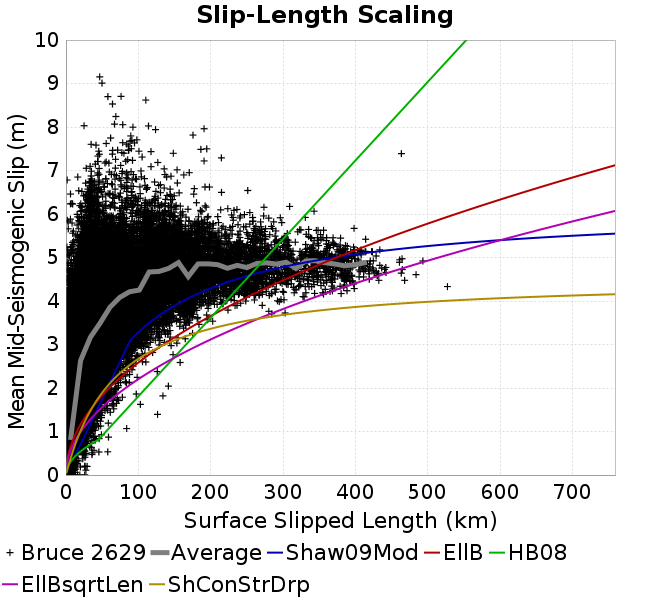 Slip-Length Scaling
Mean Mid-Seismogenic Slip (m)
10
9
8
7
6
5
4
3
2
1
0
0 100 200 300 400 500 600 700
Surface Slipped Length (km)
Bruce 2629 Average Shaw09Mod EllB HB08
EllBsqrtLen ShConStrDrp